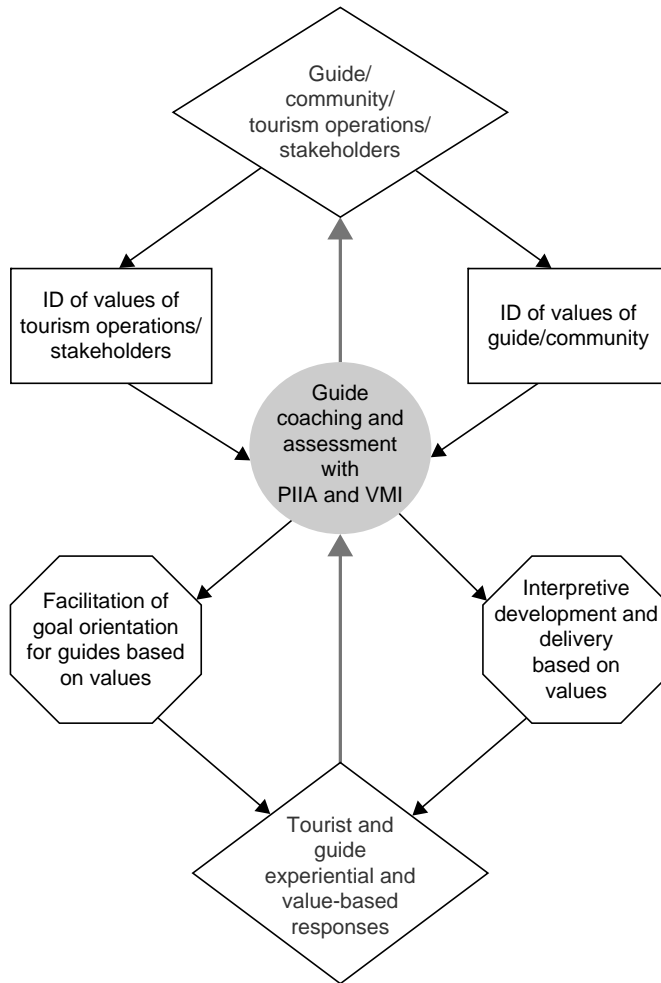 Guide/
community/
tourism operations/
stakeholders
ID of values of
tourism operations/
stakeholders
ID of values of
guide/community
Guide
coaching and
assessment
with
PIIA and VMI
Facilitation of
goal orientation
for guides based
on values
Interpretive
development and
delivery
based on
values
Tourist and
guide
experiential and
value-based
responses